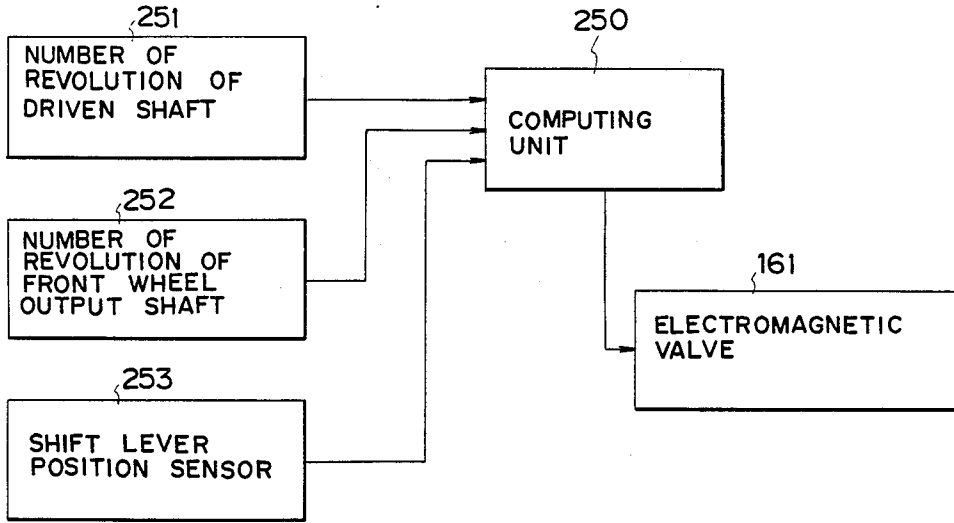 251
NUMBER OF
REVOLUTION OF
DRIVEN SHAFT
250
COMPUTING
UNIT
252
NUMBER OF
REVOLUTION OF
FRONT WHEEL
OUTPUT SHAFT
161
ELECTROMAGNETIC
VALVE
253
SHIFT LEVER
POSITION SENSOR